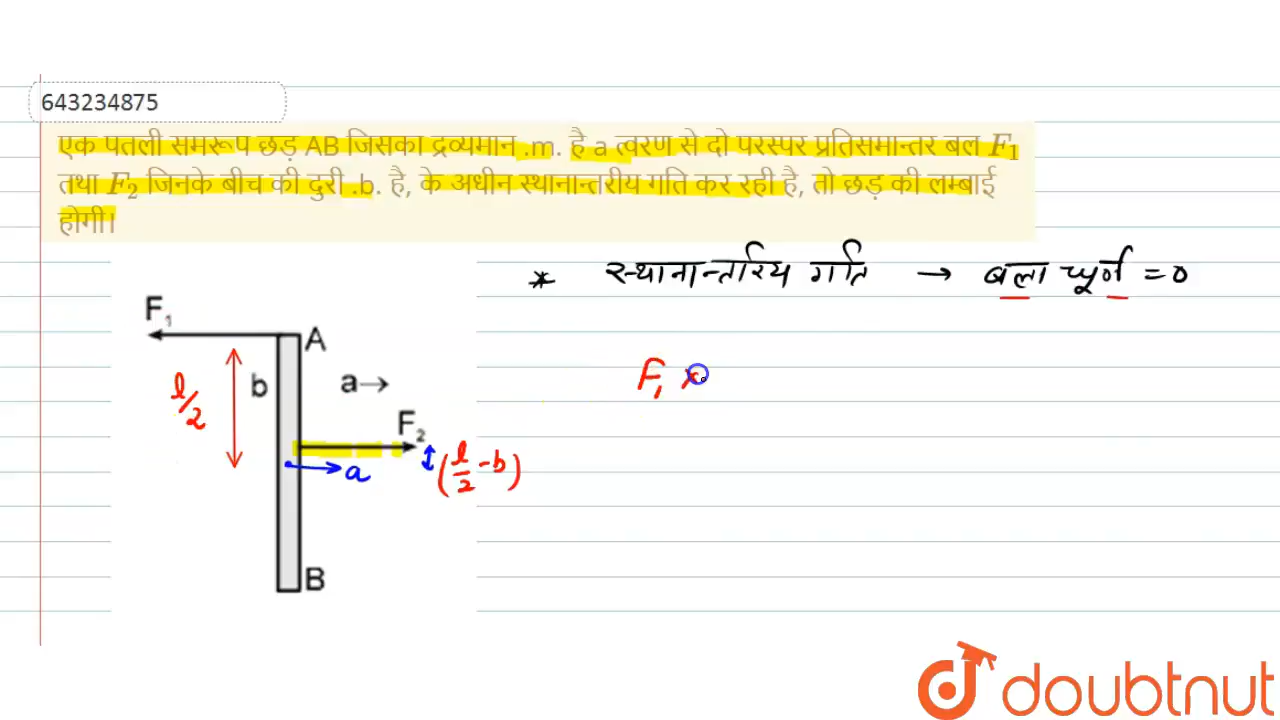 643234875
एक पतली समरूप छड़ AB जिसका द्रव्यमान .m. है a त्वरण से दो परस्पर प्रतिसमान्तर बल F₁
तथा F₂ जिनके बीच की दुरी .b. है, के अधीन स्थानान्तरीय गति कर रही है, तो छड़ की लम्बाई
होगी।
* स्थानान्तरिय गति → बला घूर्ण = 0
F₁
A
l/2
b
a→
F₁ ×
F₂
(l/2 - b)
a
B
doubtnut